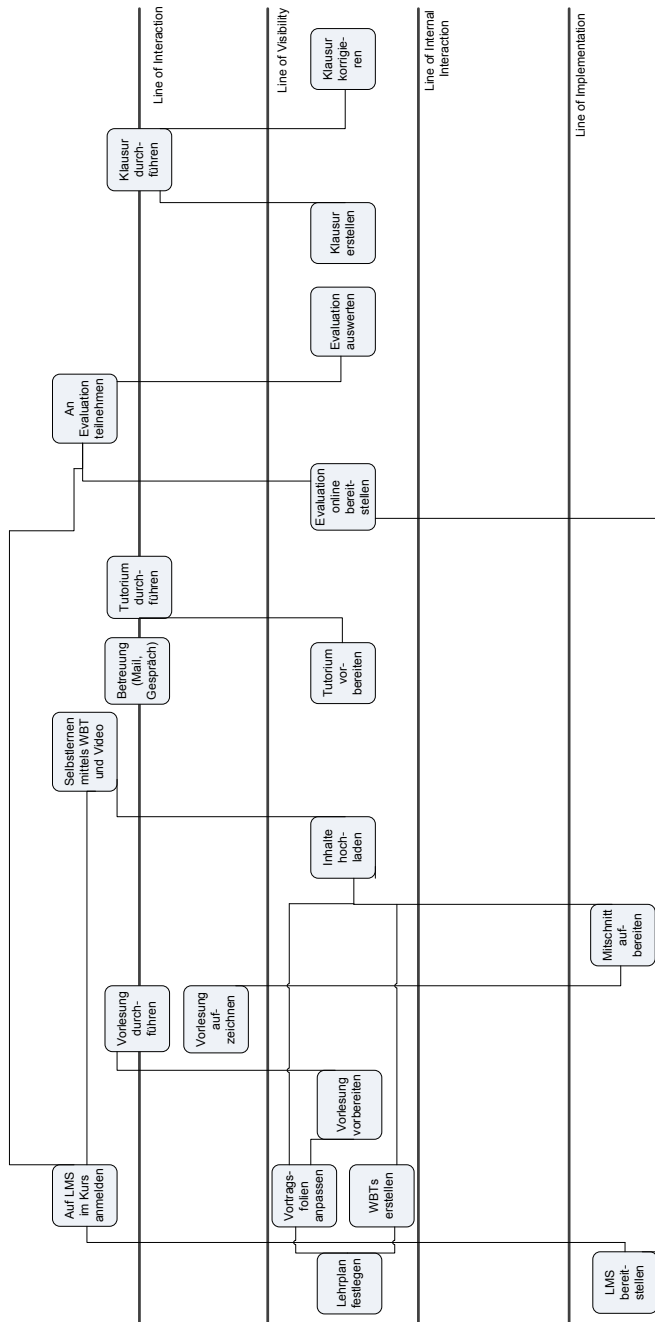 Line of Interaction
Line of Visibility
Line of Internal
Interaction
Line of Implementation
Auf LMS
im Kurs
anmelden
Selbstlernen
mittels WBT
und Video
An
Evaluation
teilnehmen
Vorlesung
durch-
führen
Betreuung
(Mail,
Gespräch)
Tutorium
durch-
führen
Klausur
durch-
führen
Vorlesung
auf-
zeichnen
Lehrplan
festlegen
Vortrags-
folien
anpassen
WBTs
erstellen
Vorlesung
vorbereiten
Inhalte
hoch-
laden
Tutorium
vor-
bereiten
Evaluation
online
bereit-
stellen
Evaluation
auswerten
Klausur
erstellen
Klausur
korrigie-
ren
LMS
bereit-
stellen
Mitschnitt
auf-
bereiten